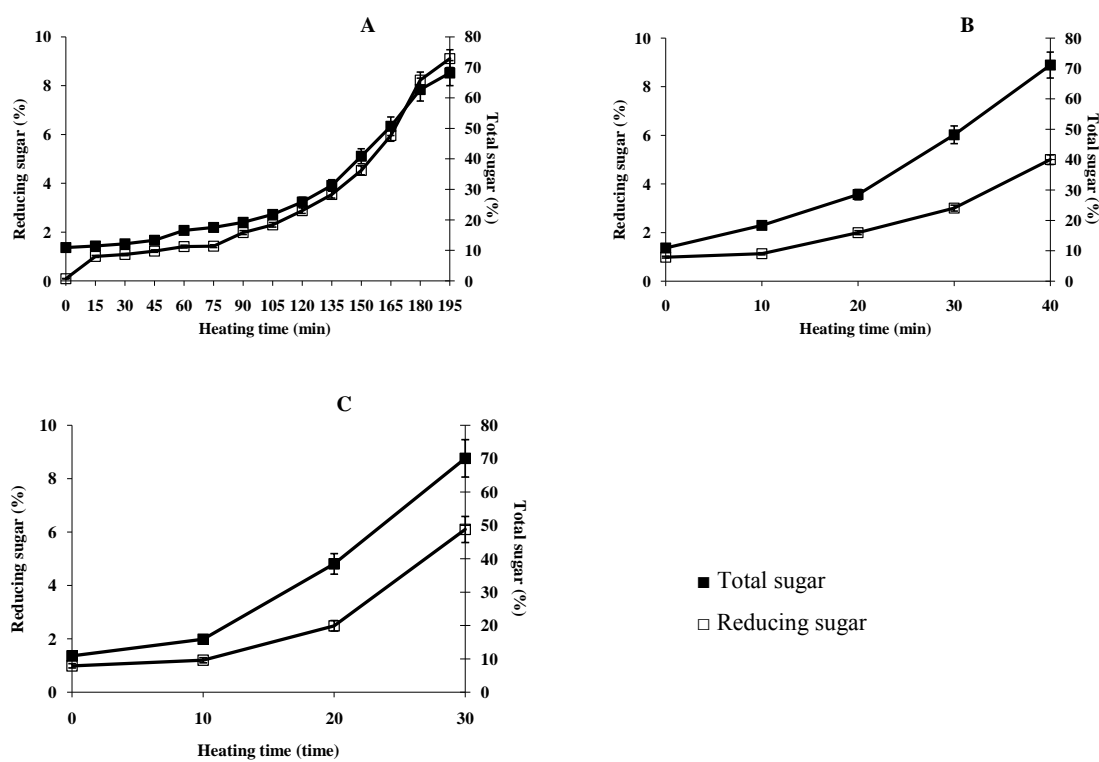 A
10
8
6
4
2
0
Reducing sugar (%)
80
70
60
50
40
30
20
10
0
Total sugar (%)
0 15 30 45 60 75 90 105 120 135 150 165 180 195
Heating time (min)
B
10
8
6
4
2
0
Reducing sugar (%)
80
70
60
50
40
30
20
10
0
Total sugar (%)
0 10 20 30 40
Heating time (min)
C
10
8
6
4
2
0
Reducing sugar (%)
80
70
60
50
40
30
20
10
0
Total sugar (%)
0 10 20 30
Heating time (time)
Total sugar
Reducing sugar